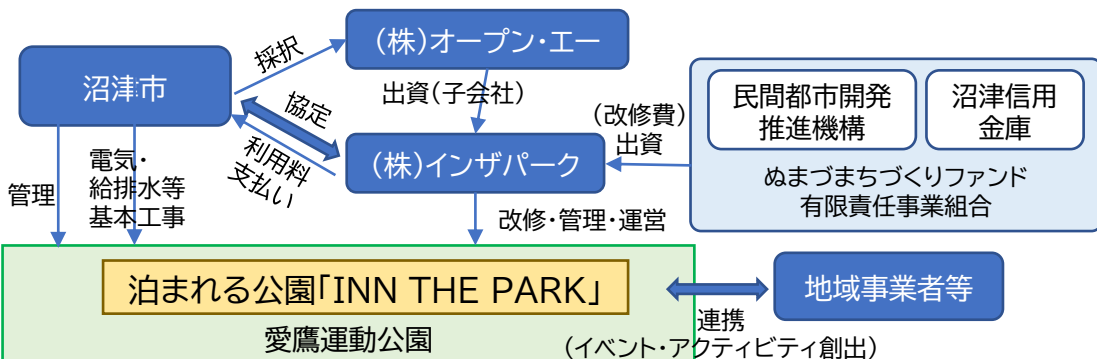 (株)オープン・エー
沼津市
採択
出資(子会社)
協定
利用料
支払い
(株)インザパーク
(改修費)
出資
民間都市開発
推進機構
沼津信用
金庫
ぬまづまちづくりファンド
有限責任事業組合
管理
電気・
給排水等
基本工事
改修・管理・運営
泊まれる公園「INN THE PARK」
愛鷹運動公園
地域事業者等
連携
(イベント・アクティビティ創出)